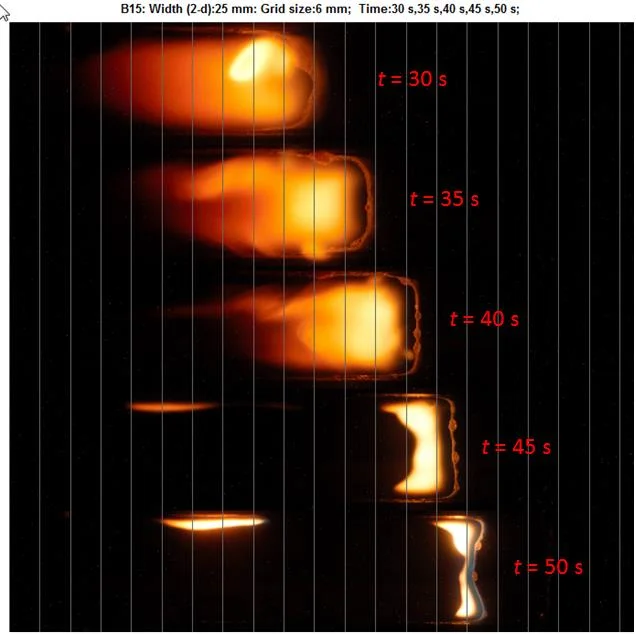 B15: Width (2-d):25 mm: Grid size:6 mm; Time:30 s,35 s,40 s,45 s,50 s;
t = 30 s
t = 35 s
t = 40 s
t = 45 s
t = 50 s